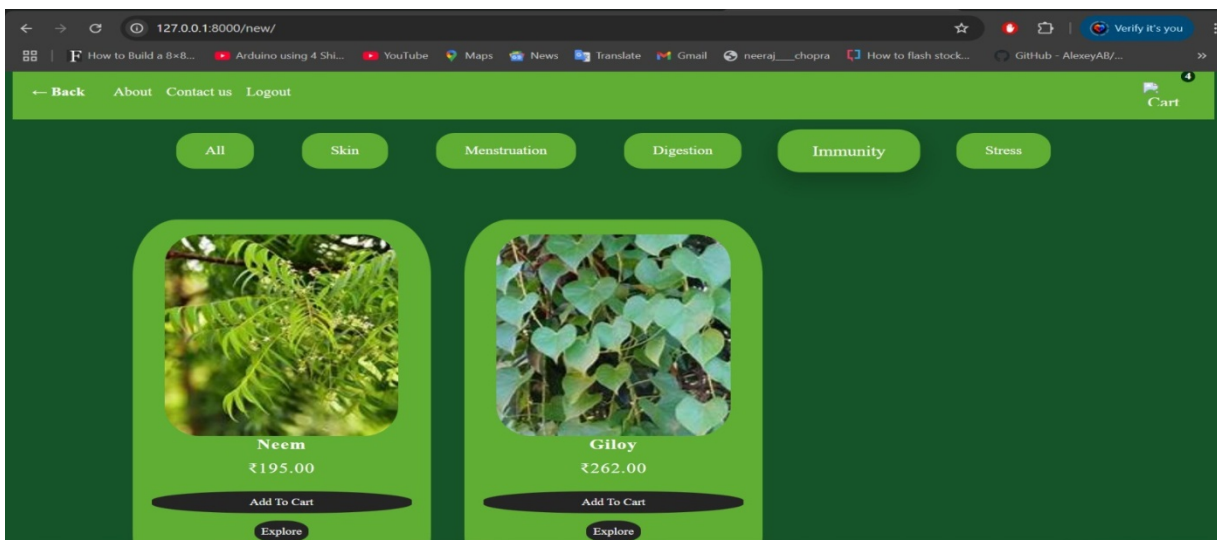 127.0.0.1:8000/new/ Verify it's you
How to Build a 8×8... Arduino using 4 Shi... YouTube Maps News Translate Gmail neeraj___chopra How to flash stock... GitHub - AlexeyAB/... »
← Back About Contact us Logout 4
Cart
All Skin Menstruation Digestion Immunity Stress
Neem Giloy
₹195.00 ₹262.00
Add To Cart Add To Cart
Explore Explore